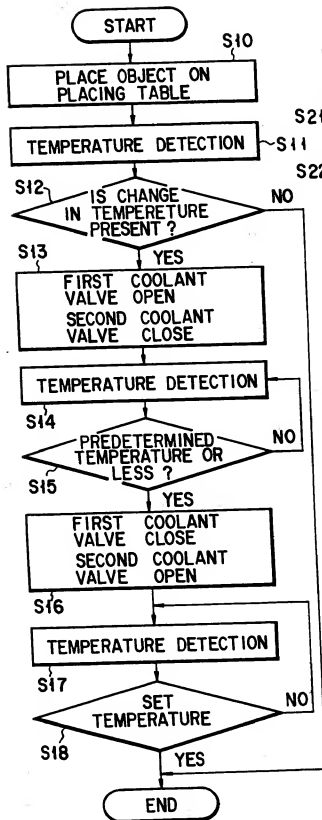 START
S10
PLACE OBJECT ON
PLACING TABLE
S21
TEMPERATURE DETECTION
S11
S22
S12
IS CHANGE
IN TEMPERETURE
PRESENT ?
NO
YES
S13
FIRST COOLANT
VALVE OPEN
SECOND COOLANT
VALVE CLOSE
TEMPERATURE DETECTION
S14
PREDETERMINED
TEMPERATURE OR
LESS ?
NO
S15
YES
FIRST COOLANT
VALVE CLOSE
SECOND COOLANT
VALVE OPEN
S16
TEMPERATURE DETECTION
S17
SET
TEMPERATURE
NO
S18
YES
END